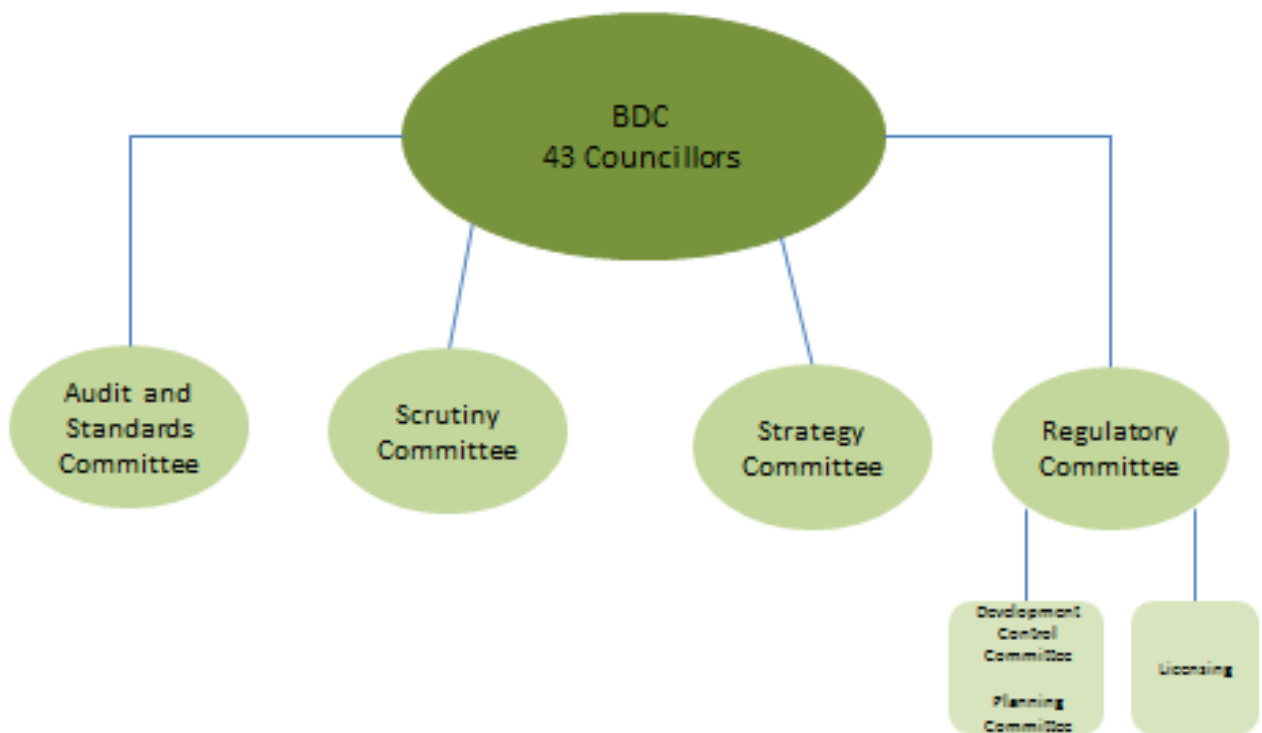 BDC
43 Councillors
Audit and
Standards
Committee
Scrutiny
Committee
Strategy
Committee
Regulatory
Committee
Development
Control
Committee
Planning
Committee
Licensing